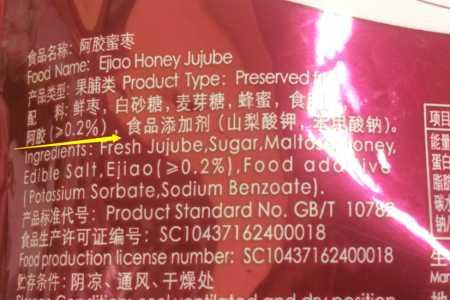 食品名称：阿胶蜜枣
Food Name: Ejiao Honey Jujube
产品类型：果脯类 Product Type: Preserved
配 料：鲜枣，白砂糖，麦芽糖，蜂蜜，食
阿胶(≥0.2%)，食品添加剂(山梨酸钾，苯甲酸钠)。
Ingredients: Fresh Jujube,Sugar,Maltose,Honey,
Edible Salt,Ejiao(≥0.2%),Food additive
(Potassium Sorbate,Sodium Benzoate).
产品标准代号：Product Standard No. GB/T 10782
食品生产许可证编号：SC10437162400018
Food production license number: SC10437162400018
贮存条件：阴凉、通风、干燥处
项目
能量
蛋白
脂肪
碳水
钠/
生
Mar